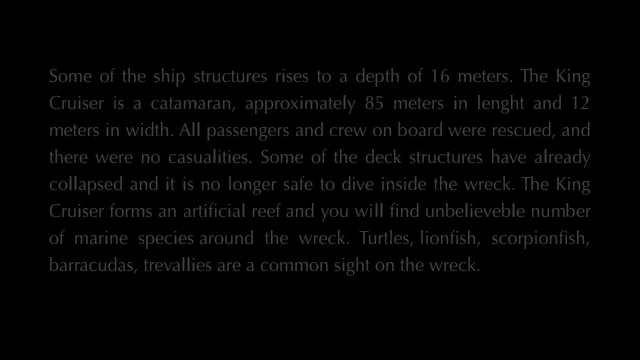 Some of the ship structures rises to a depth of 16 meters. The King
Cruiser is a catamaran, approximately 85 meters in lenght and 12
meters in width. All passengers and crew on board were rescued, and
there were no casualities. Some of the deck structures have already
collapsed and it is no longer safe to dive inside the wreck. The King
Cruiser forms an artificial reef and you will find unbelieveble number
of marine species around the wreck. Turtles, lionfish, scorpionfish,
barracudas, trevallies are a common sight on the wreck.